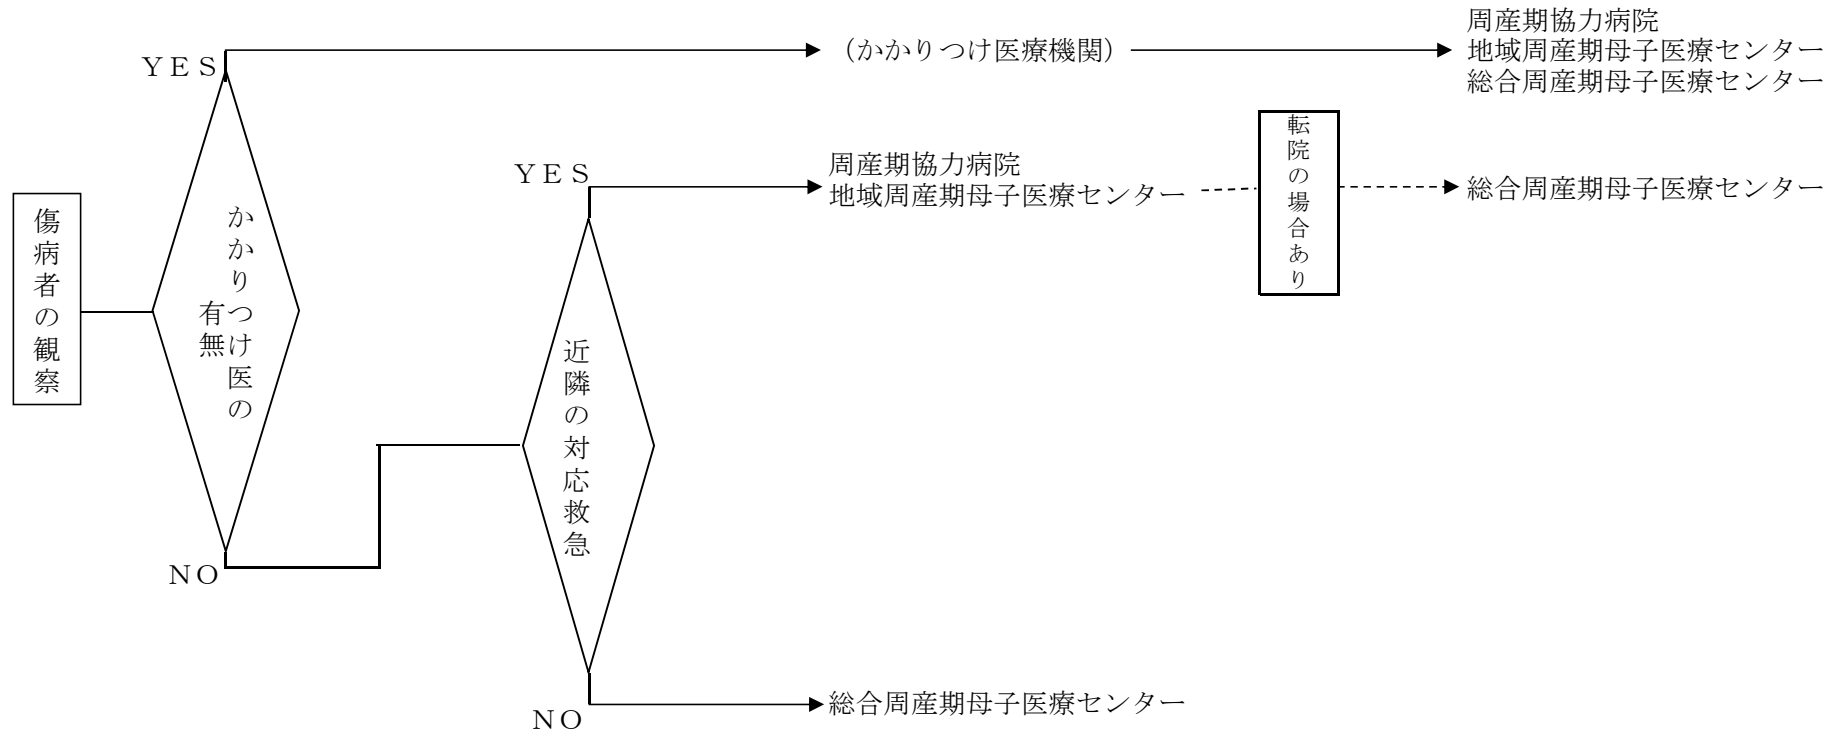 傷病者の観察
かかりつけ医の
有無
ＹＥＳ
（かかりつけ医療機関）
周産期協力病院
地域周産期母子医療センター
総合周産期母子医療センター
ＮＯ
近隣の対応救急
ＹＥＳ
周産期協力病院
地域周産期母子医療センター
転院の場合あり
総合周産期母子医療センター
ＮＯ
総合周産期母子医療センター